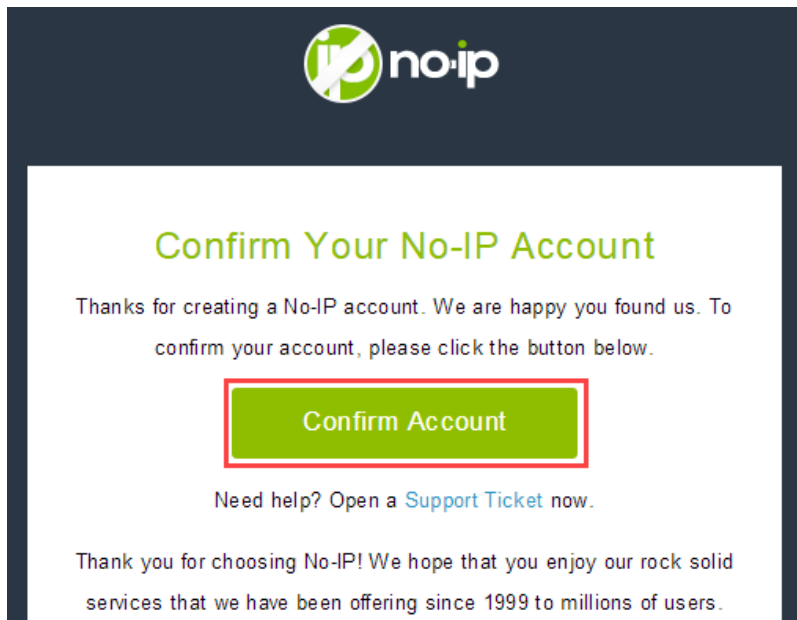 ip no·ip
Confirm Your No-IP Account
Thanks for creating a No-IP account. We are happy you found us. To
confirm your account, please click the button below.
Confirm Account
Need help? Open a Support Ticket now.
Thank you for choosing No-IP! We hope that you enjoy our rock solid
services that we have been offering since 1999 to millions of users.